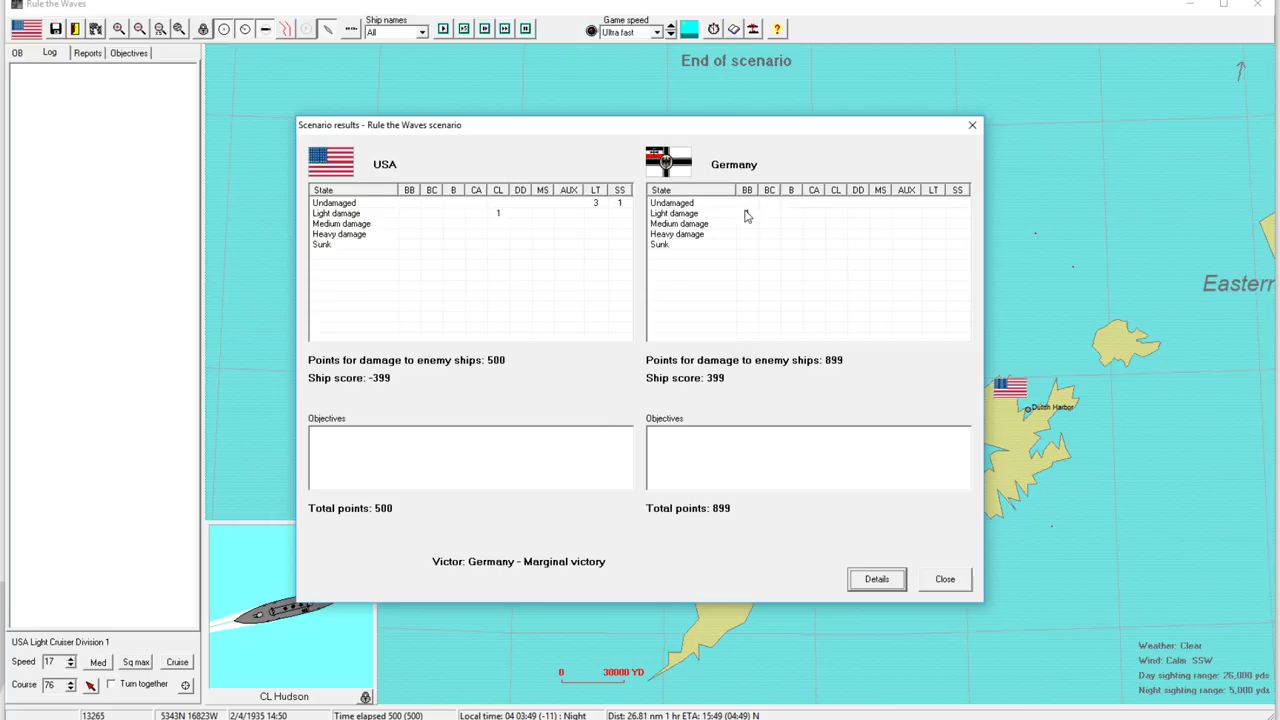 Rule the Waves
Ship names
All
Game speed
Ultra fast
OB Log Reports Objectives
End of scenario
Scenario results - Rule the Waves scenario
USA
State BB BC B CA CL DD MS AUX LT SS
Undamaged 3 1
Light damage 1
Medium damage
Heavy damage
Sunk
Points for damage to enemy ships: 500
Ship score: -399
Objectives
Total points: 500
Germany
State BB BC B CA CL DD MS AUX LT SS
Undamaged
Light damage
Medium damage
Heavy damage
Sunk
Points for damage to enemy ships: 899
Ship score: 399
Objectives
Total points: 899
Victor: Germany - Marginal victory
Details Close
Eastern
Dutch Harbor
USA Light Cruiser Division 1
Speed 17 Med Sq max Cruise
Course 76 Turn together
CL Hudson
0 30000 YD
Weather: Clear
Wind: Calm SSW
Day sighting range: 26,000 yds
Night sighting range: 5,000 yds
13265 5343N 16823W 2/4/1935 14:50 Time elapsed 500 (500) Local time: 04 03:49 (-11) : Night Dist: 26.81 nm 1 hr ETA: 15:49 (04:49) N